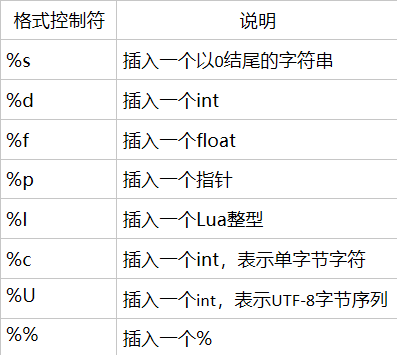 格式控制符 说明
%s 插入一个以0结尾的字符串
%d 插入一个int
%f 插入一个float
%p 插入一个指针
%I 插入一个Lua整型
%c 插入一个int，表示单字节字符
%U 插入一个int，表示UTF-8字节序列
%% 插入一个%